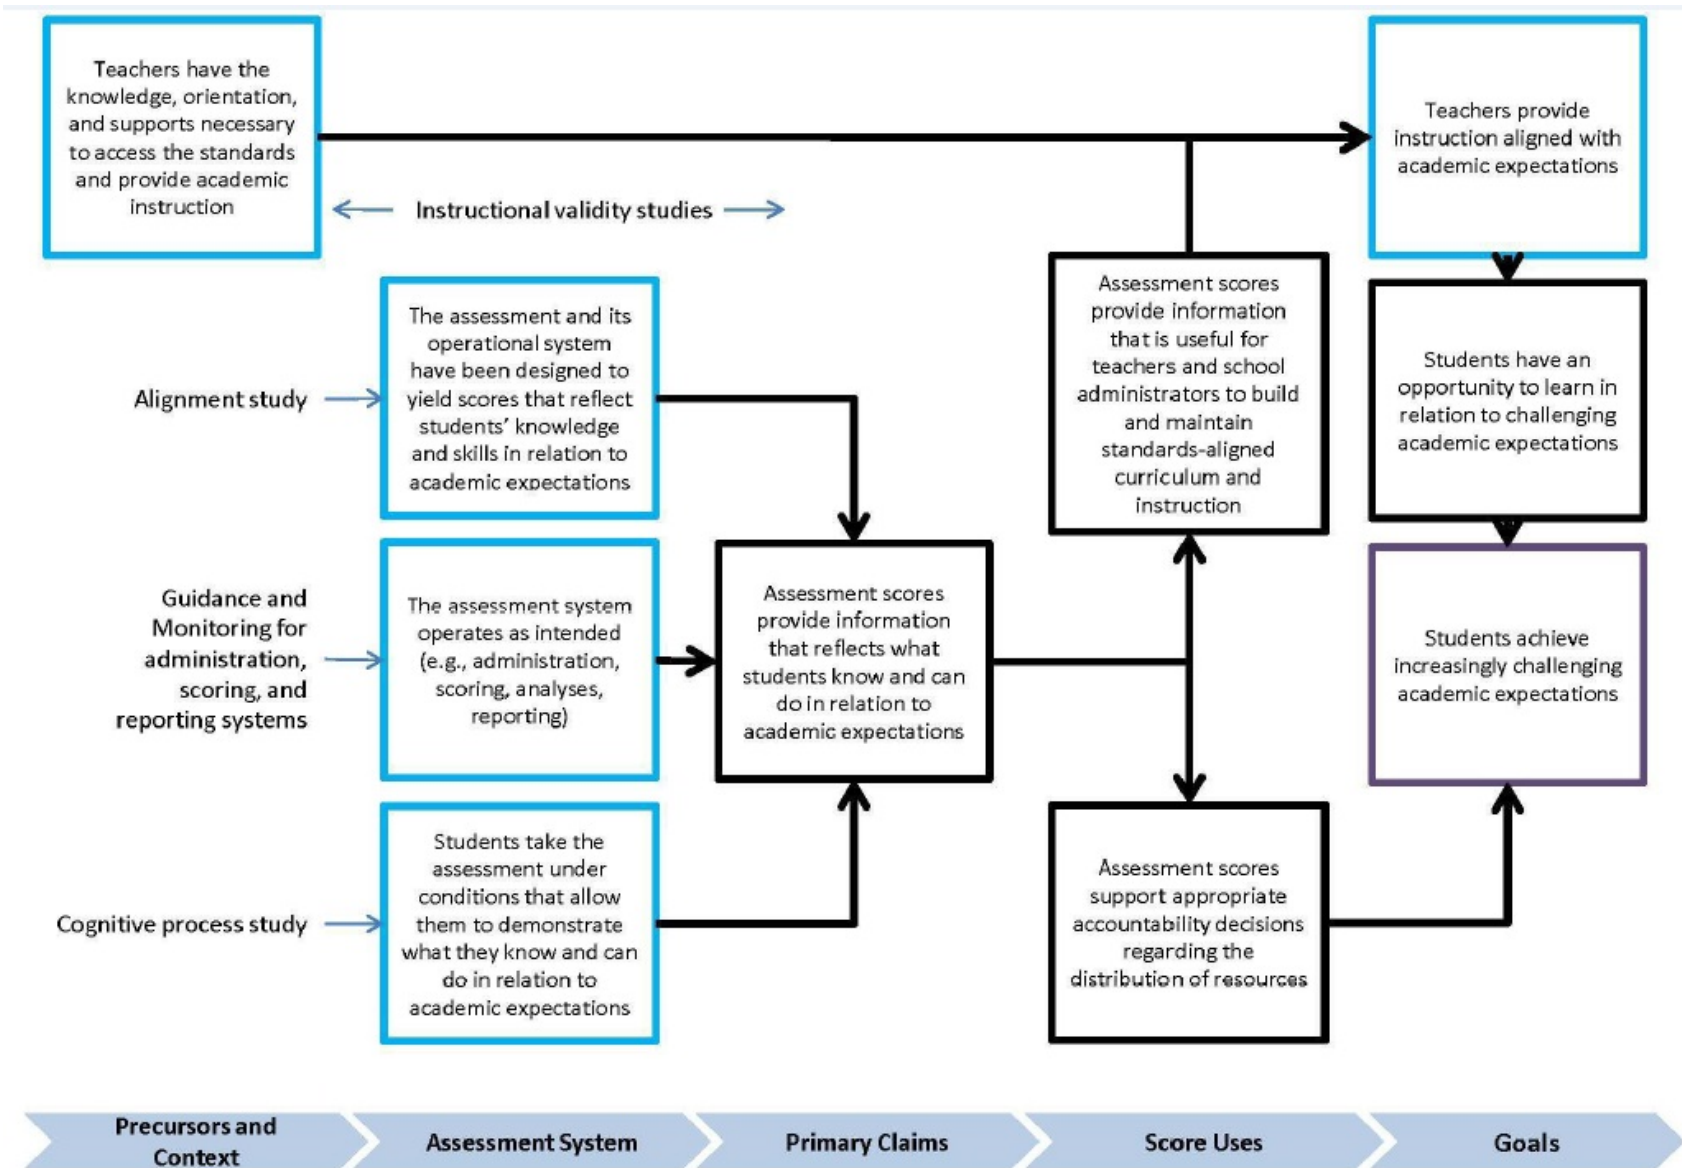 Teachers have the
knowledge, orientation,
and supports necessary
to access the standards
and provide academic
instruction
Instructional validity studies
Teachers provide
instruction aligned with
academic expectations
Alignment study
The assessment and its
operational system
have been designed to
yield scores that reflect
students’ knowledge
and skills in relation to
academic expectations
Assessment scores
provide information
that is useful for
teachers and school
administrators to build
and maintain
standards-aligned
curriculum and
instruction
Students have an
opportunity to learn in
relation to challenging
academic expectations
Guidance and
Monitoring for
administration,
scoring, and
reporting systems
The assessment system
operates as intended
(e.g., administration,
scoring, analyses,
reporting)
Assessment scores
provide information
that reflects what
students know and can
do in relation to
academic expectations
Students achieve
increasingly challenging
academic expectations
Cognitive process study
Students take the
assessment under
conditions that allow
them to demonstrate
what they know and can
do in relation to
academic expectations
Assessment scores
support appropriate
accountability decisions
regarding the
distribution of resources
Precursors and
Context
Assessment System
Primary Claims
Score Uses
Goals